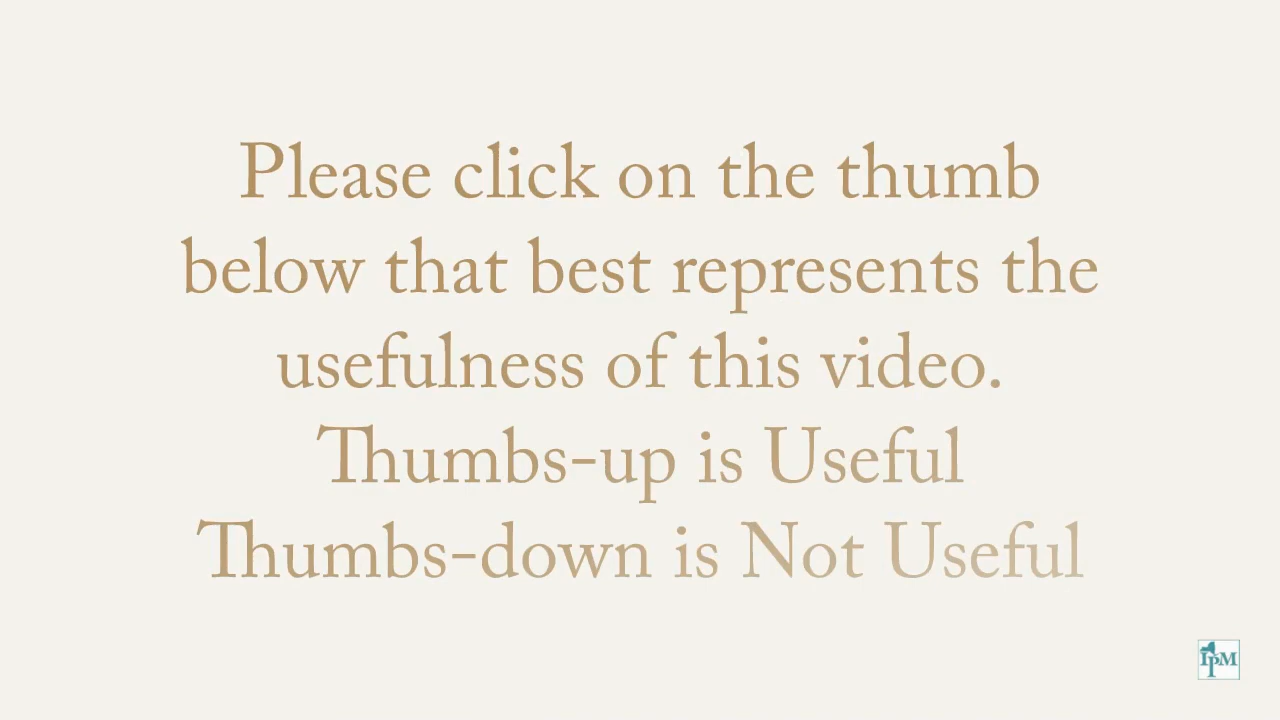 Please click on the thumb
below that best represents the
usefulness of this video.
Thumbs-up is Useful
Thumbs-down is Not Useful
IPM